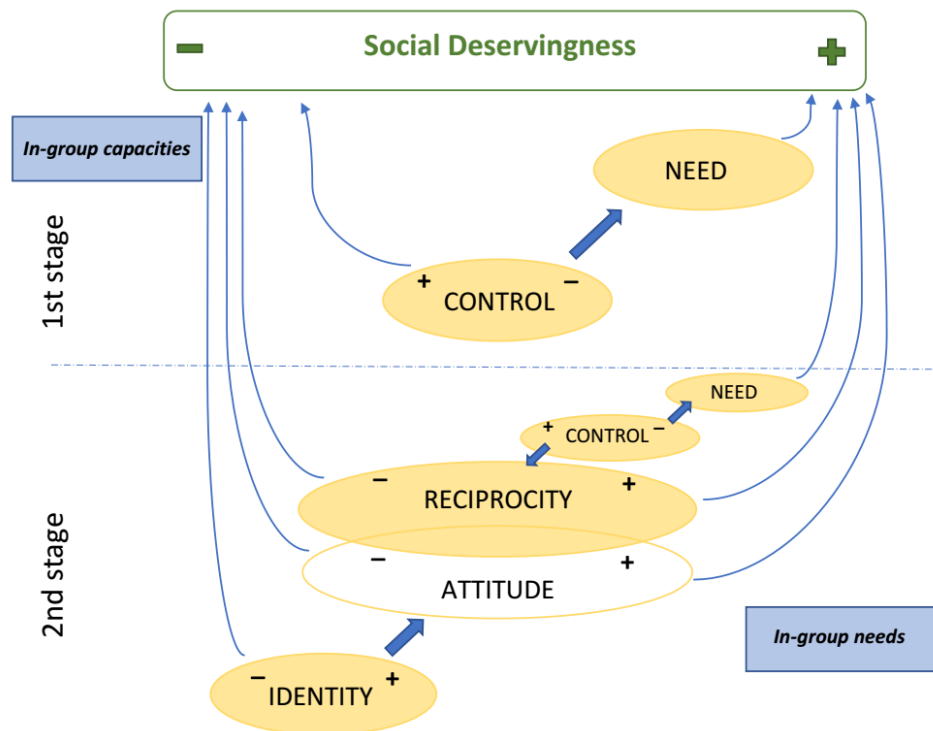 Social Deservingness
− +
In-group capacities
NEED
1st stage
+ −
CONTROL
NEED
+ CONTROL −
− +
RECIPROCITY
− +
ATTITUDE
2nd stage
In-group needs
− +
IDENTITY